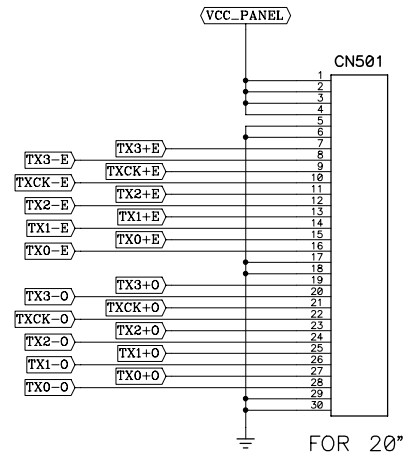 VCC_PANEL
CN501
1
2
3
4
5
6
TX3+E 7
TX3-E 8
TXCK+E 9
TXCK-E 10
TX2+E 11
TX2-E 12
TX1+E 13
TX1-E 14
TX0+E 15
TX0-E 16
17
18
TX3+O 19
TX3-O 20
TXCK+O 21
TXCK-O 22
TX2+O 23
TX2-O 24
TX1+O 25
TX1-O 26
TX0+O 27
TX0-O 28
29
30
FOR 20"